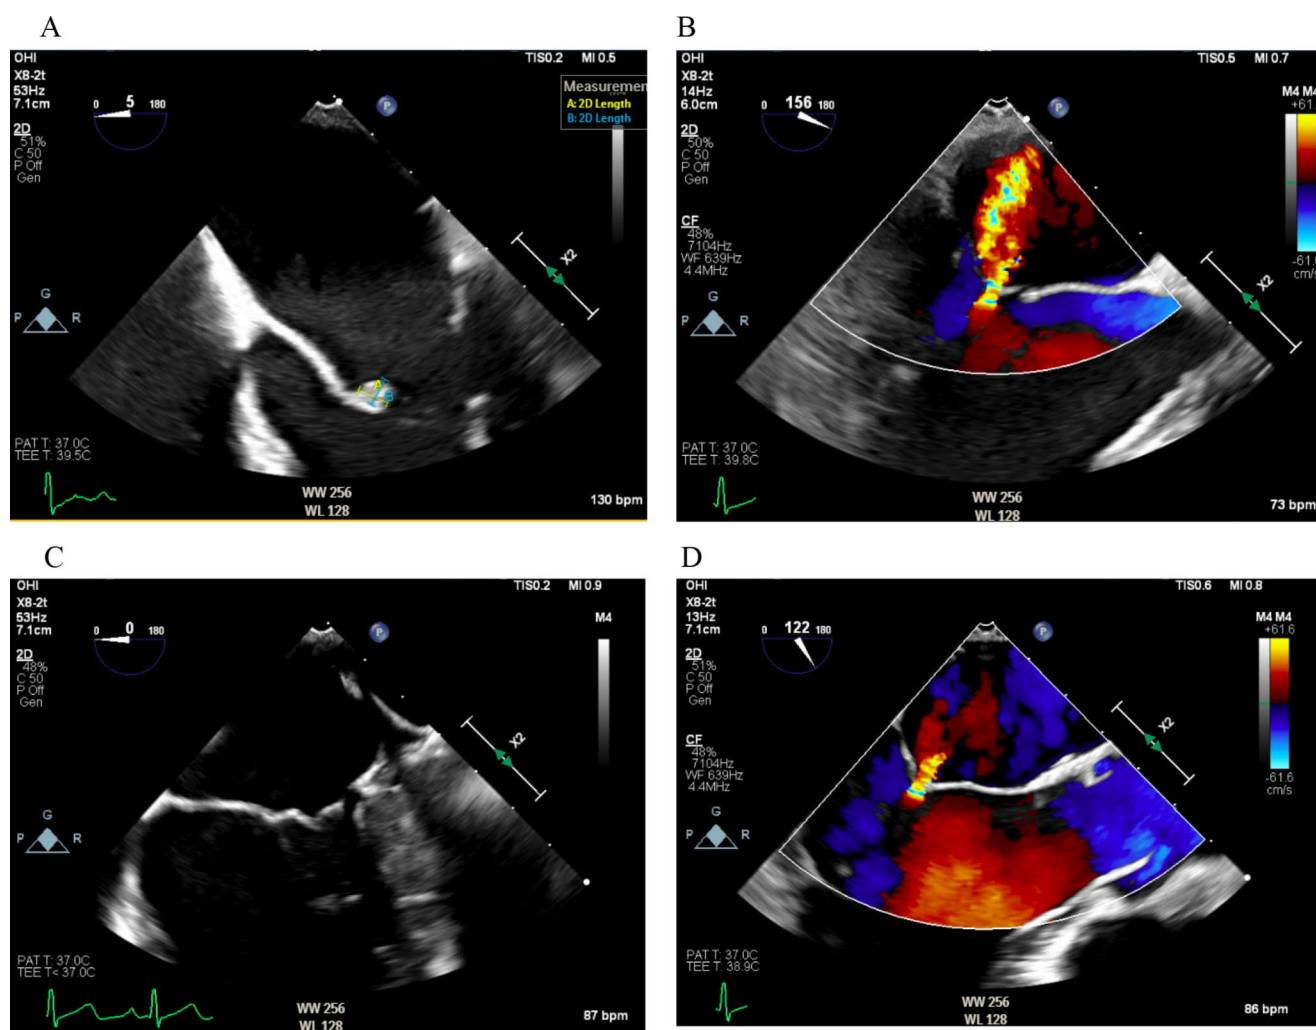 A
OHI
X8-2t
53Hz
7.1cm
TIS0.2 MI 0.5
0 5 180
P
Measuremen
A: 2D Length
B: 2D Length
2D
51%
C 50
P Off
Gen
X2
G
P R
A
B
PAT T: 37.0C
TEE T: 39.5C
WW 256
WL 128
130 bpm
B
OHI
X8-2t
14Hz
6.0cm
TIS0.5 MI 0.7
0 156 180
P
M4 M4
+61.
2D
50%
C 50
P Off
Gen
CF
48%
7104Hz
WF 639Hz
4.4MHz
-61.6
cm/s
X2
G
P R
PAT T: 37.0C
TEE T: 39.8C
WW 256
WL 128
73 bpm
C
OHI
X8-2t
53Hz
7.1cm
TIS0.2 MI 0.9
0 0 180
P
M4
2D
48%
C 50
P Off
Gen
X2
G
P R
PAT T: 37.0C
TEE T< 37.0C
WW 256
WL 128
87 bpm
D
OHI
X8-2t
13Hz
7.1cm
TIS0.6 MI 0.8
0 122 180
P
M4 M4
+61.6
2D
51%
C 50
P Off
Gen
CF
48%
7104Hz
WF 639Hz
4.4MHz
-61.6
cm/s
X2
G
P R
PAT T: 37.0C
TEE T: 38.9C
WW 256
WL 128
86 bpm